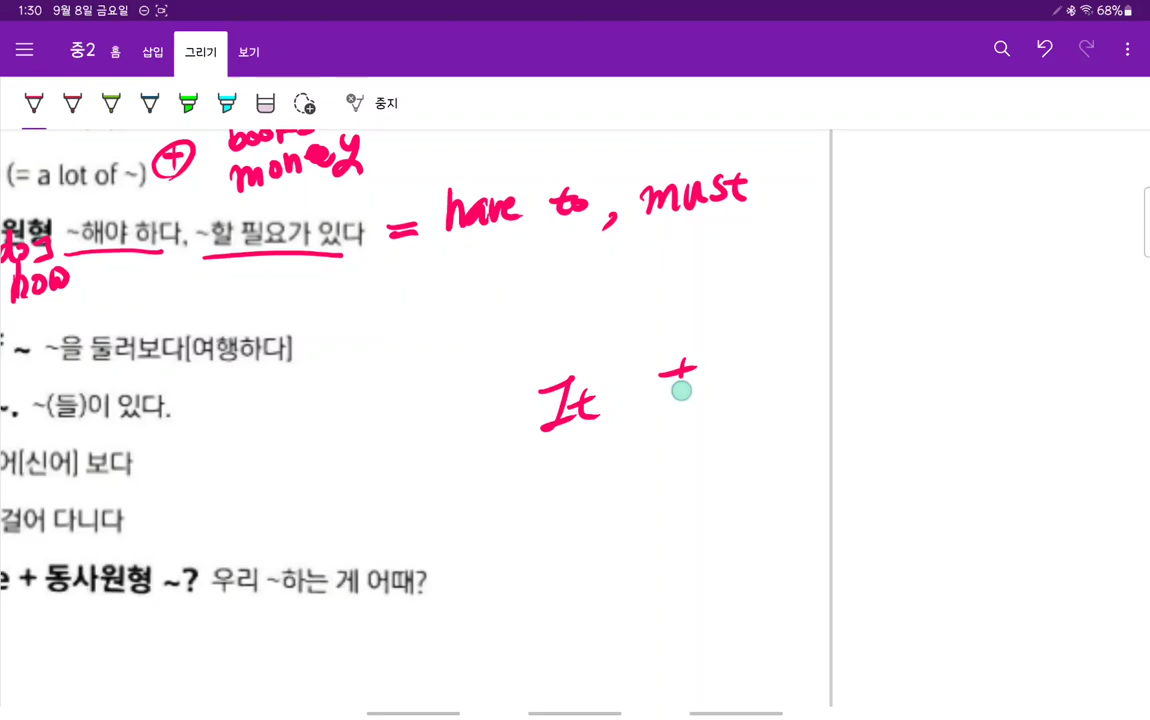 1:30 9월 8일 금요일 68%
중2 홈 삽입 그리기 보기
중지
money
(= a lot of ~) +
원형 ~해야 하다, ~할 필요가 있다 = have to, must
now
~ ~을 둘러보다[여행하다]
~. ~(들)이 있다.
It
어[신어] 보다
걸어 다니다
e + 동사원형 ~? 우리 ~하는 게 어때?